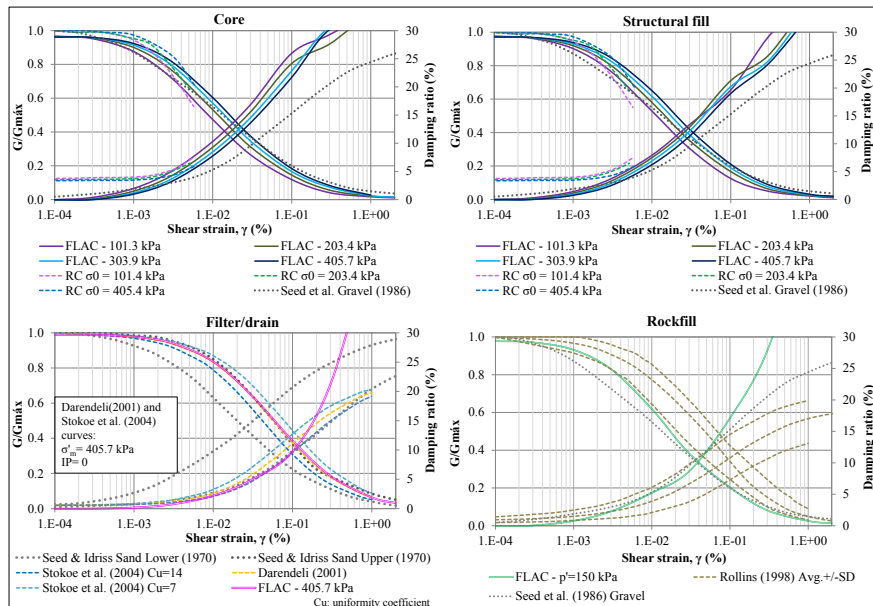 Core
G/Gmáx
1.0
0.8
0.6
0.4
0.2
0.0
30
25
20
15
10
5
0
Damping ratio (%)
1.E-04 1.E-03 1.E-02 1.E-01 1.E+00
Shear strain, γ (%)
FLAC - 101.3 kPa FLAC - 203.4 kPa
FLAC - 303.9 kPa FLAC - 405.7 kPa
RC σ0 = 101.4 kPa RC σ0 = 203.4 kPa
RC σ0 = 405.4 kPa Seed et al. Gravel (1986)
Structural fill
G/Gmáx
1.0
0.8
0.6
0.4
0.2
0.0
30
25
20
15
10
5
0
Damping ratio (%)
1.E-04 1.E-03 1.E-02 1.E-01 1.E+00
Shear strain, γ (%)
FLAC - 101.3 kPa FLAC - 203.4 kPa
FLAC - 303.9 kPa FLAC - 405.7 kPa
RC σ0 = 101.4 kPa RC σ0 = 203.4 kPa
RC σ0 = 405.4 kPa Seed et al. Gravel (1986)
Filter/drain
G/Gmáx
1.0
0.8
0.6
0.4
0.2
0.0
Darendeli(2001) and
Stokoe et al. (2004)
curves:
σ'm= 405.7 kPa
IP= 0
30
25
20
15
10
5
0
Damping ratio (%)
1.E-04 1.E-03 1.E-02 1.E-01 1.E+00
Shear strain, γ (%)
Seed & Idriss Sand Lower (1970) Seed & Idriss Sand Upper (1970)
Stokoe et al. (2004) Cu=14 Darendeli (2001)
Stokoe et al. (2004) Cu=7 FLAC - 405.7 kPa
Cu: uniformity coefficient
Rockfill
G/Gmáx
1.0
0.8
0.6
0.4
0.2
0.0
30
25
20
15
10
5
0
Damping ratio (%)
1.E-04 1.E-03 1.E-02 1.E-01 1.E+00
Shear strain, γ (%)
FLAC - p'=150 kPa Rollins (1998) Avg.+/-SD
Seed et al. (1986) Gravel